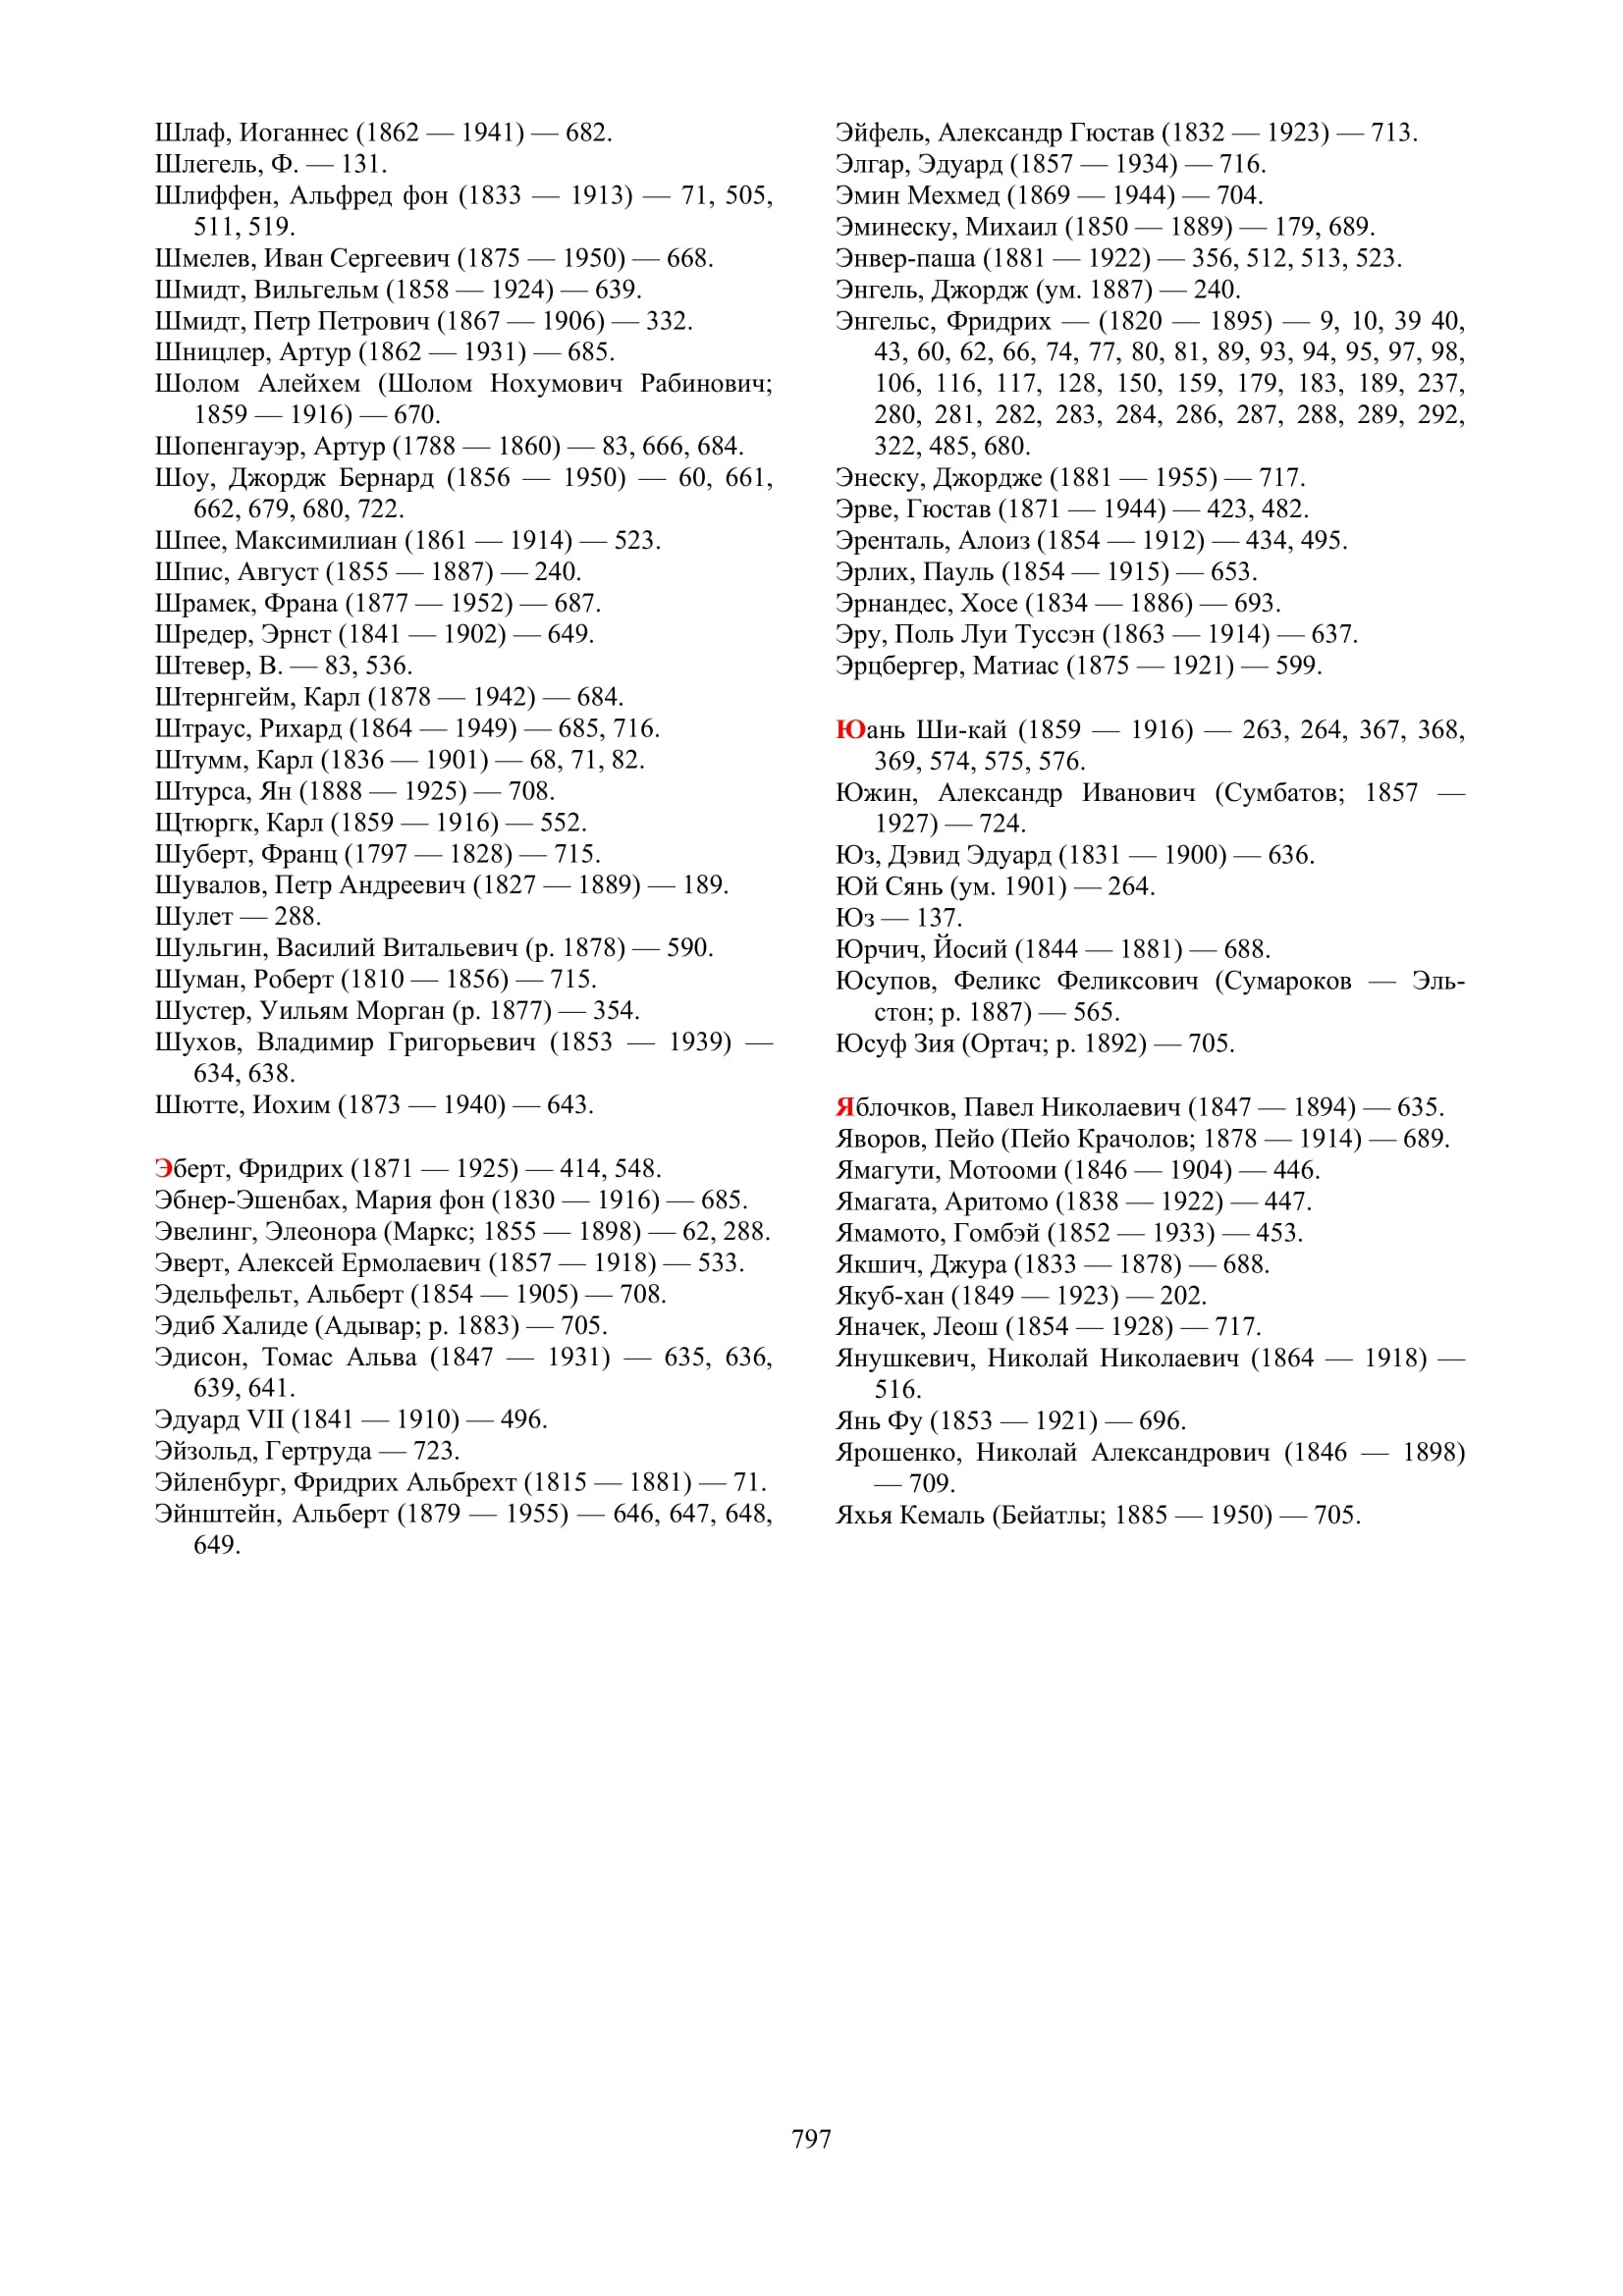 Шлаф, Иоганнес (1862 — 1941) — 682.
Шлегель, Ф. — 131.
Шлиффен, Альфред фон (1833 — 1913) — 71, 505,
511, 519.
Шмелев, Иван Сергеевич (1875 — 1950) — 668.
Шмидт, Вильгельм (1858 — 1924) — 639.
Шмидт, Петр Петрович (1867 — 1906) — 332.
Шницлер, Артур (1862 — 1931) — 685.
Шолом Алейхем (Шолом Нохумович Рабинович;
1859 — 1916) — 670.
Шопенгауэр, Артур (1788 — 1860) — 83, 666, 684.
Шоу, Джордж Бернард (1856 — 1950) — 60, 661,
662, 679, 680, 722.
Шпее, Максимилиан (1861 — 1914) — 523.
Шпис, Август (1855 — 1887) — 240.
Шрамек, Франа (1877 — 1952) — 687.
Шредер, Эрнст (1841 — 1902) — 649.
Штевер, В. — 83, 536.
Штернгейм, Карл (1878 — 1942) — 684.
Штраус, Рихард (1864 — 1949) — 685, 716.
Штумм, Карл (1836 — 1901) — 68, 71, 82.
Штурса, Ян (1888 — 1925) — 708.
Щтюргк, Карл (1859 — 1916) — 552.
Шуберт, Франц (1797 — 1828) — 715.
Шувалов, Петр Андреевич (1827 — 1889) — 189.
Шулет — 288.
Шульгин, Василий Витальевич (р. 1878) — 590.
Шуман, Роберт (1810 — 1856) — 715.
Шустер, Уильям Морган (р. 1877) — 354.
Шухов, Владимир Григорьевич (1853 — 1939) —
634, 638.
Шютте, Иохим (1873 — 1940) — 643.
Эберт, Фридрих (1871 — 1925) — 414, 548.
Эбнер-Эшенбах, Мария фон (1830 — 1916) — 685.
Эвелинг, Элеонора (Маркс; 1855 — 1898) — 62, 288.
Эверт, Алексей Ермолаевич (1857 — 1918) — 533.
Эдельфельт, Альберт (1854 — 1905) — 708.
Эдиб Халиде (Адывар; р. 1883) — 705.
Эдисон, Томас Альва (1847 — 1931) — 635, 636,
639, 641.
Эдуард VII (1841 — 1910) — 496.
Эйзольд, Гертруда — 723.
Эйленбург, Фридрих Альбрехт (1815 — 1881) — 71.
Эйнштейн, Альберт (1879 — 1955) — 646, 647, 648,
649.
Эйфель, Александр Гюстав (1832 — 1923) — 713.
Элгар, Эдуард (1857 — 1934) — 716.
Эмин Мехмед (1869 — 1944) — 704.
Эминеску, Михаил (1850 — 1889) — 179, 689.
Энвер-паша (1881 — 1922) — 356, 512, 513, 523.
Энгель, Джордж (ум. 1887) — 240.
Энгельс, Фридрих — (1820 — 1895) — 9, 10, 39 40,
43, 60, 62, 66, 74, 77, 80, 81, 89, 93, 94, 95, 97, 98,
106, 116, 117, 128, 150, 159, 179, 183, 189, 237,
280, 281, 282, 283, 284, 286, 287, 288, 289, 292,
322, 485, 680.
Энеску, Джордже (1881 — 1955) — 717.
Эрве, Гюстав (1871 — 1944) — 423, 482.
Эренталь, Алоиз (1854 — 1912) — 434, 495.
Эрлих, Пауль (1854 — 1915) — 653.
Эрнандес, Хосе (1834 — 1886) — 693.
Эру, Поль Луи Туссэн (1863 — 1914) — 637.
Эрцбергер, Матиас (1875 — 1921) — 599.
Юань Ши-кай (1859 — 1916) — 263, 264, 367, 368,
369, 574, 575, 576.
Южин, Александр Иванович (Сумбатов; 1857 —
1927) — 724.
Юз, Дэвид Эдуард (1831 — 1900) — 636.
Юй Сянь (ум. 1901) — 264.
Юз — 137.
Юрчич, Йосий (1844 — 1881) — 688.
Юсупов, Феликс Феликсович (Сумароков — Эль-
стон; р. 1887) — 565.
Юсуф Зия (Ортач; р. 1892) — 705.
Яблочков, Павел Николаевич (1847 — 1894) — 635.
Яворов, Пейо (Пейо Крачолов; 1878 — 1914) — 689.
Ямагути, Мотооми (1846 — 1904) — 446.
Ямагата, Аритомо (1838 — 1922) — 447.
Ямамото, Гомбэй (1852 — 1933) — 453.
Якшич, Джура (1833 — 1878) — 688.
Якуб-хан (1849 — 1923) — 202.
Яначек, Леош (1854 — 1928) — 717.
Янушкевич, Николай Николаевич (1864 — 1918) —
516.
Янь Фу (1853 — 1921) — 696.
Ярошенко, Николай Александрович (1846 — 1898)
— 709.
Яхья Кемаль (Бейатлы; 1885 — 1950) — 705.
797